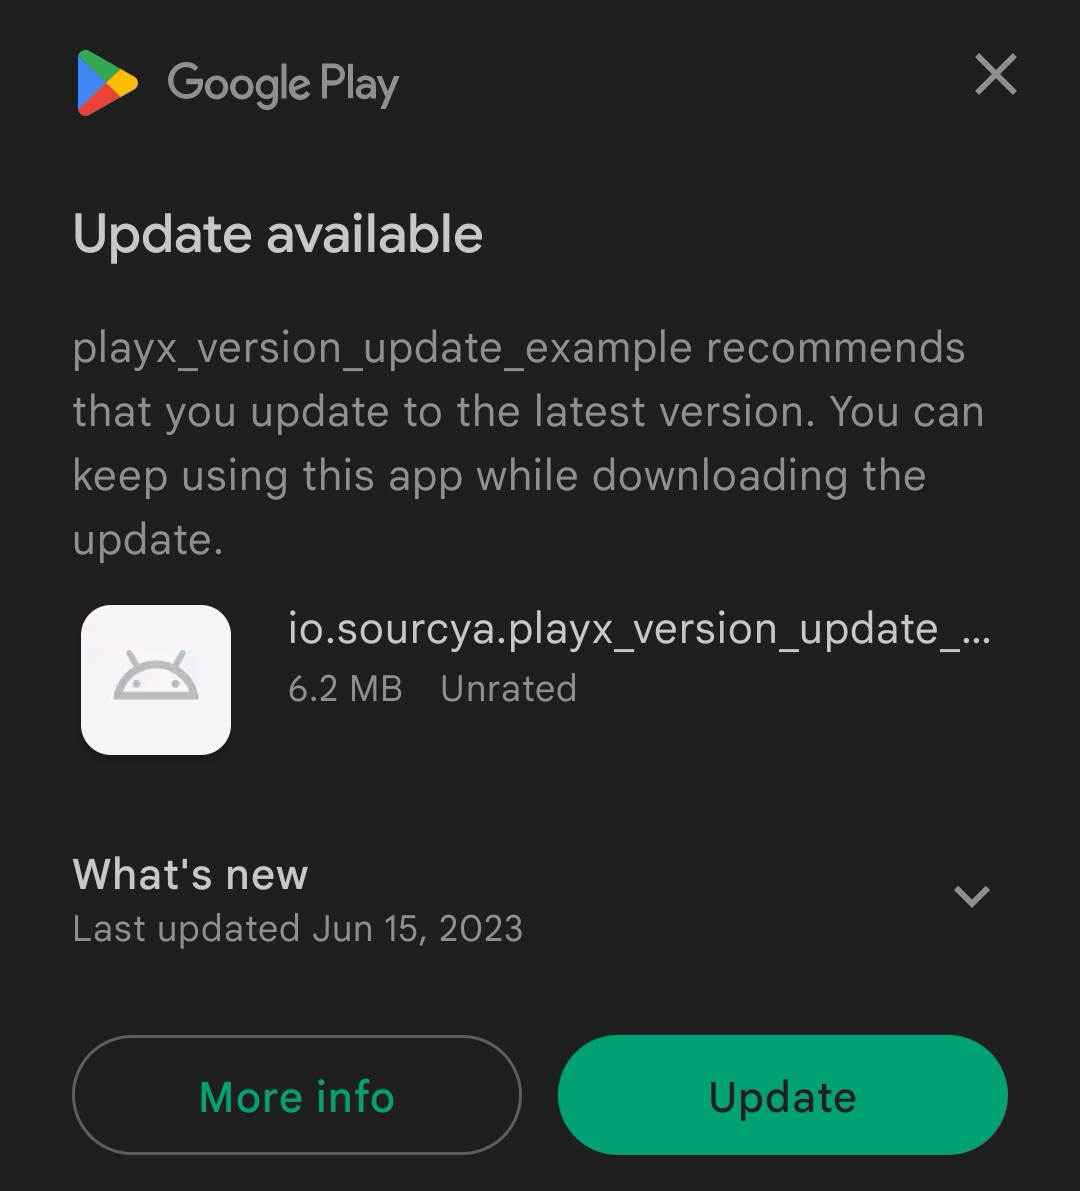 Google Play
Update available
playx_version_update_example recommends
that you update to the latest version. You can
keep using this app while downloading the
update.
io.sourcya.playx_version_update_...
6.2 MB Unrated
What's new
Last updated Jun 15, 2023
More info
Update